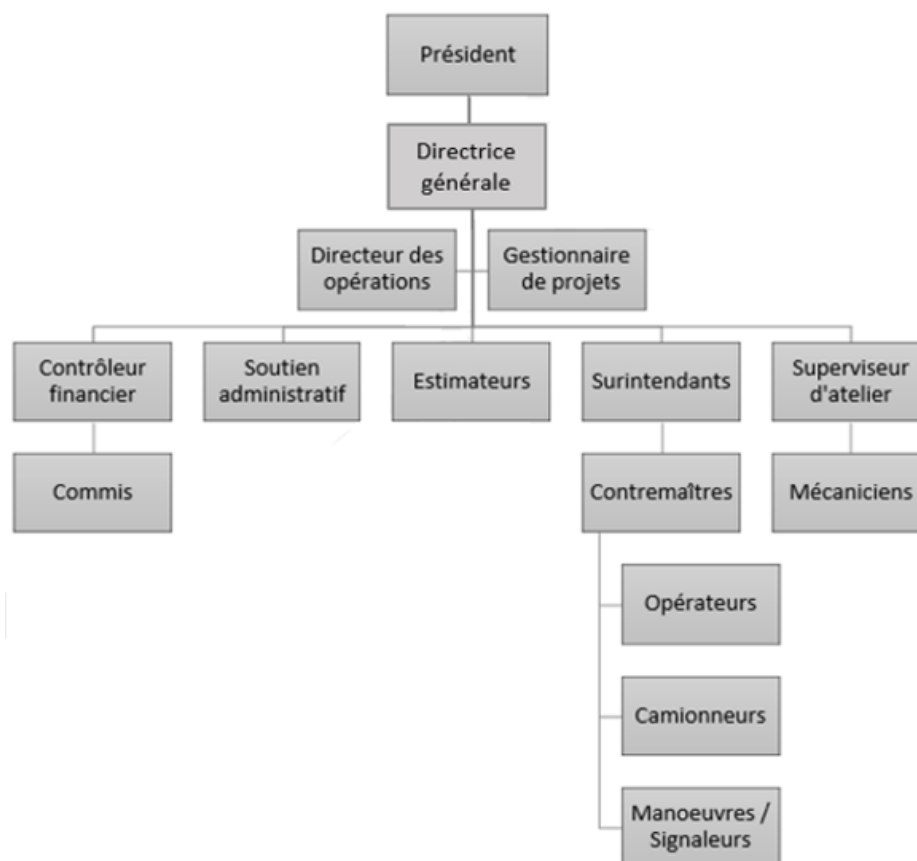 Président
Directrice
générale
Directeur des
opérations
Gestionnaire
de projets
Contrôleur
financier
Soutien
administratif
Estimateurs
Surintendants
Superviseur
d'atelier
Commis
Contremaîtres
Mécaniciens
Opérateurs
Camionneurs
Manoeuvres /
Signaleurs